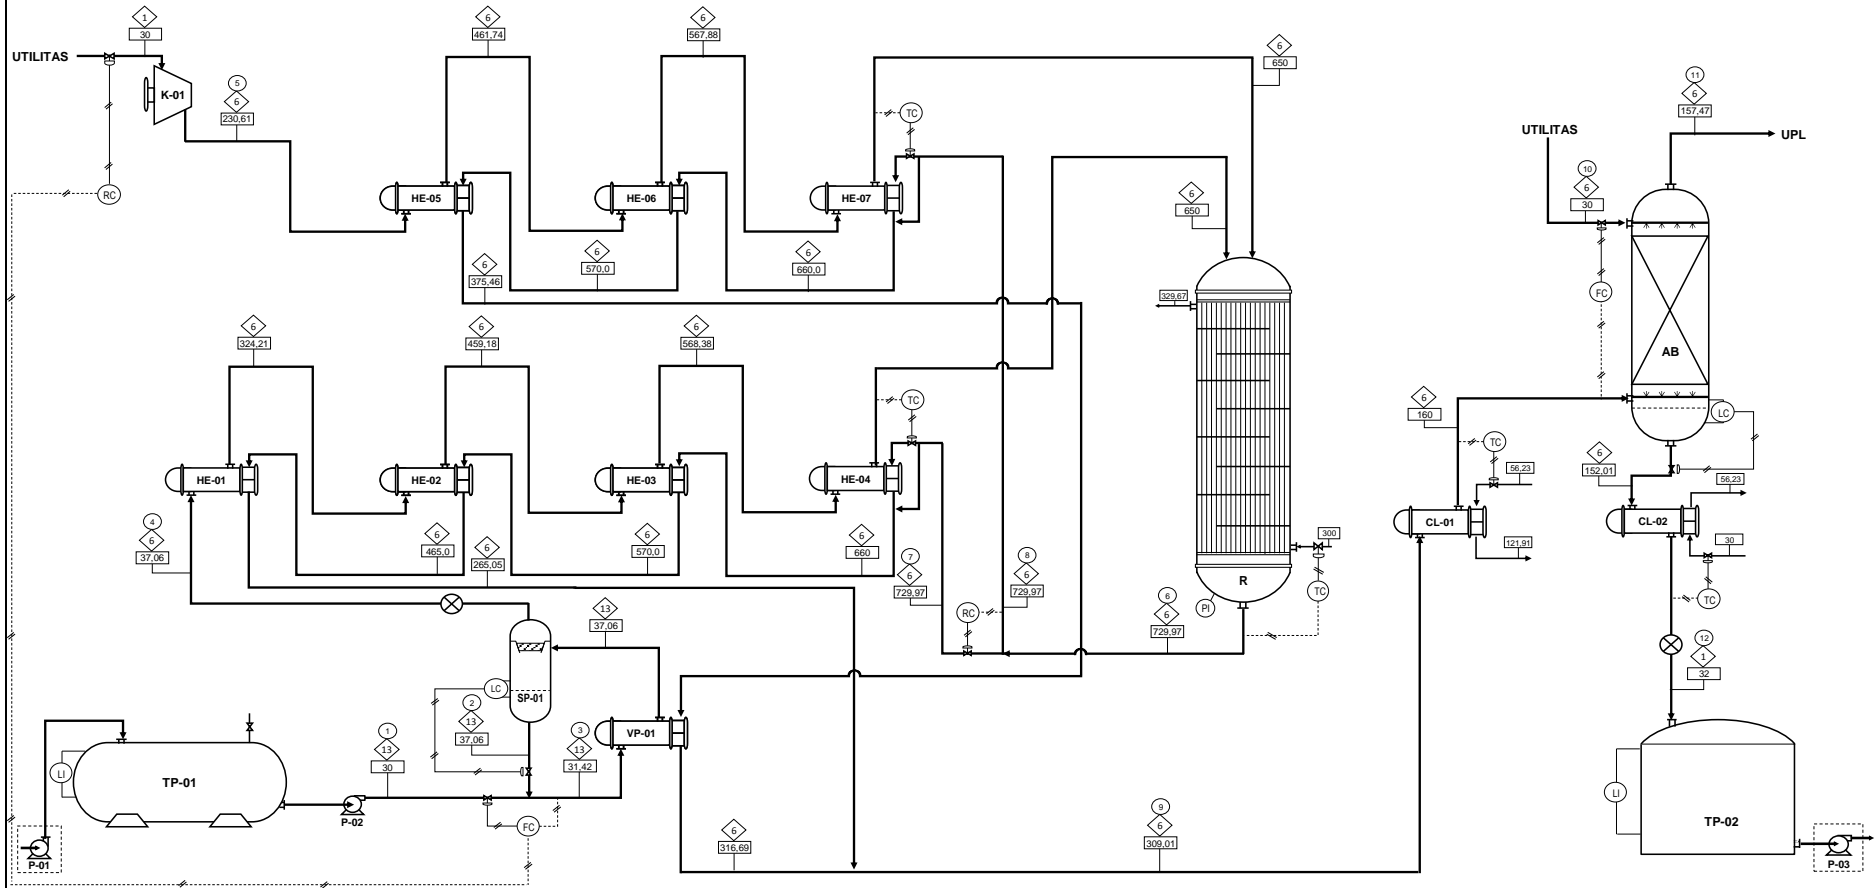 1
30
UTILITAS
K-01
5
6
230,61
RC
6
461,74
6
567,88
6
650
TC
HE-05
HE-06
HE-07
6
375,46
6
570,0
6
660,0
6
650
329,67
11
6
157,47
UPL
UTILITAS
10
6
30
FC
AB
LC
6
324,21
6
459,18
6
568,38
TC
HE-01
HE-02
HE-03
HE-04
4
6
37,06
6
465,0
6
265,05
6
570,0
6
660
7
6
729,97
8
6
729,97
RC
6
6
729,97
R
PI
300
TC
6
160
TC
56,23
CL-01
121,91
6
152,01
56,23
CL-02
30
TC
12
1
32
13
37,06
LC
SP-01
2
13
37,06
1
13
30
3
13
31,42
VP-01
LI
TP-01
P-01
P-02
FC
6
316,69
9
6
309,01
LI
TP-02
P-03